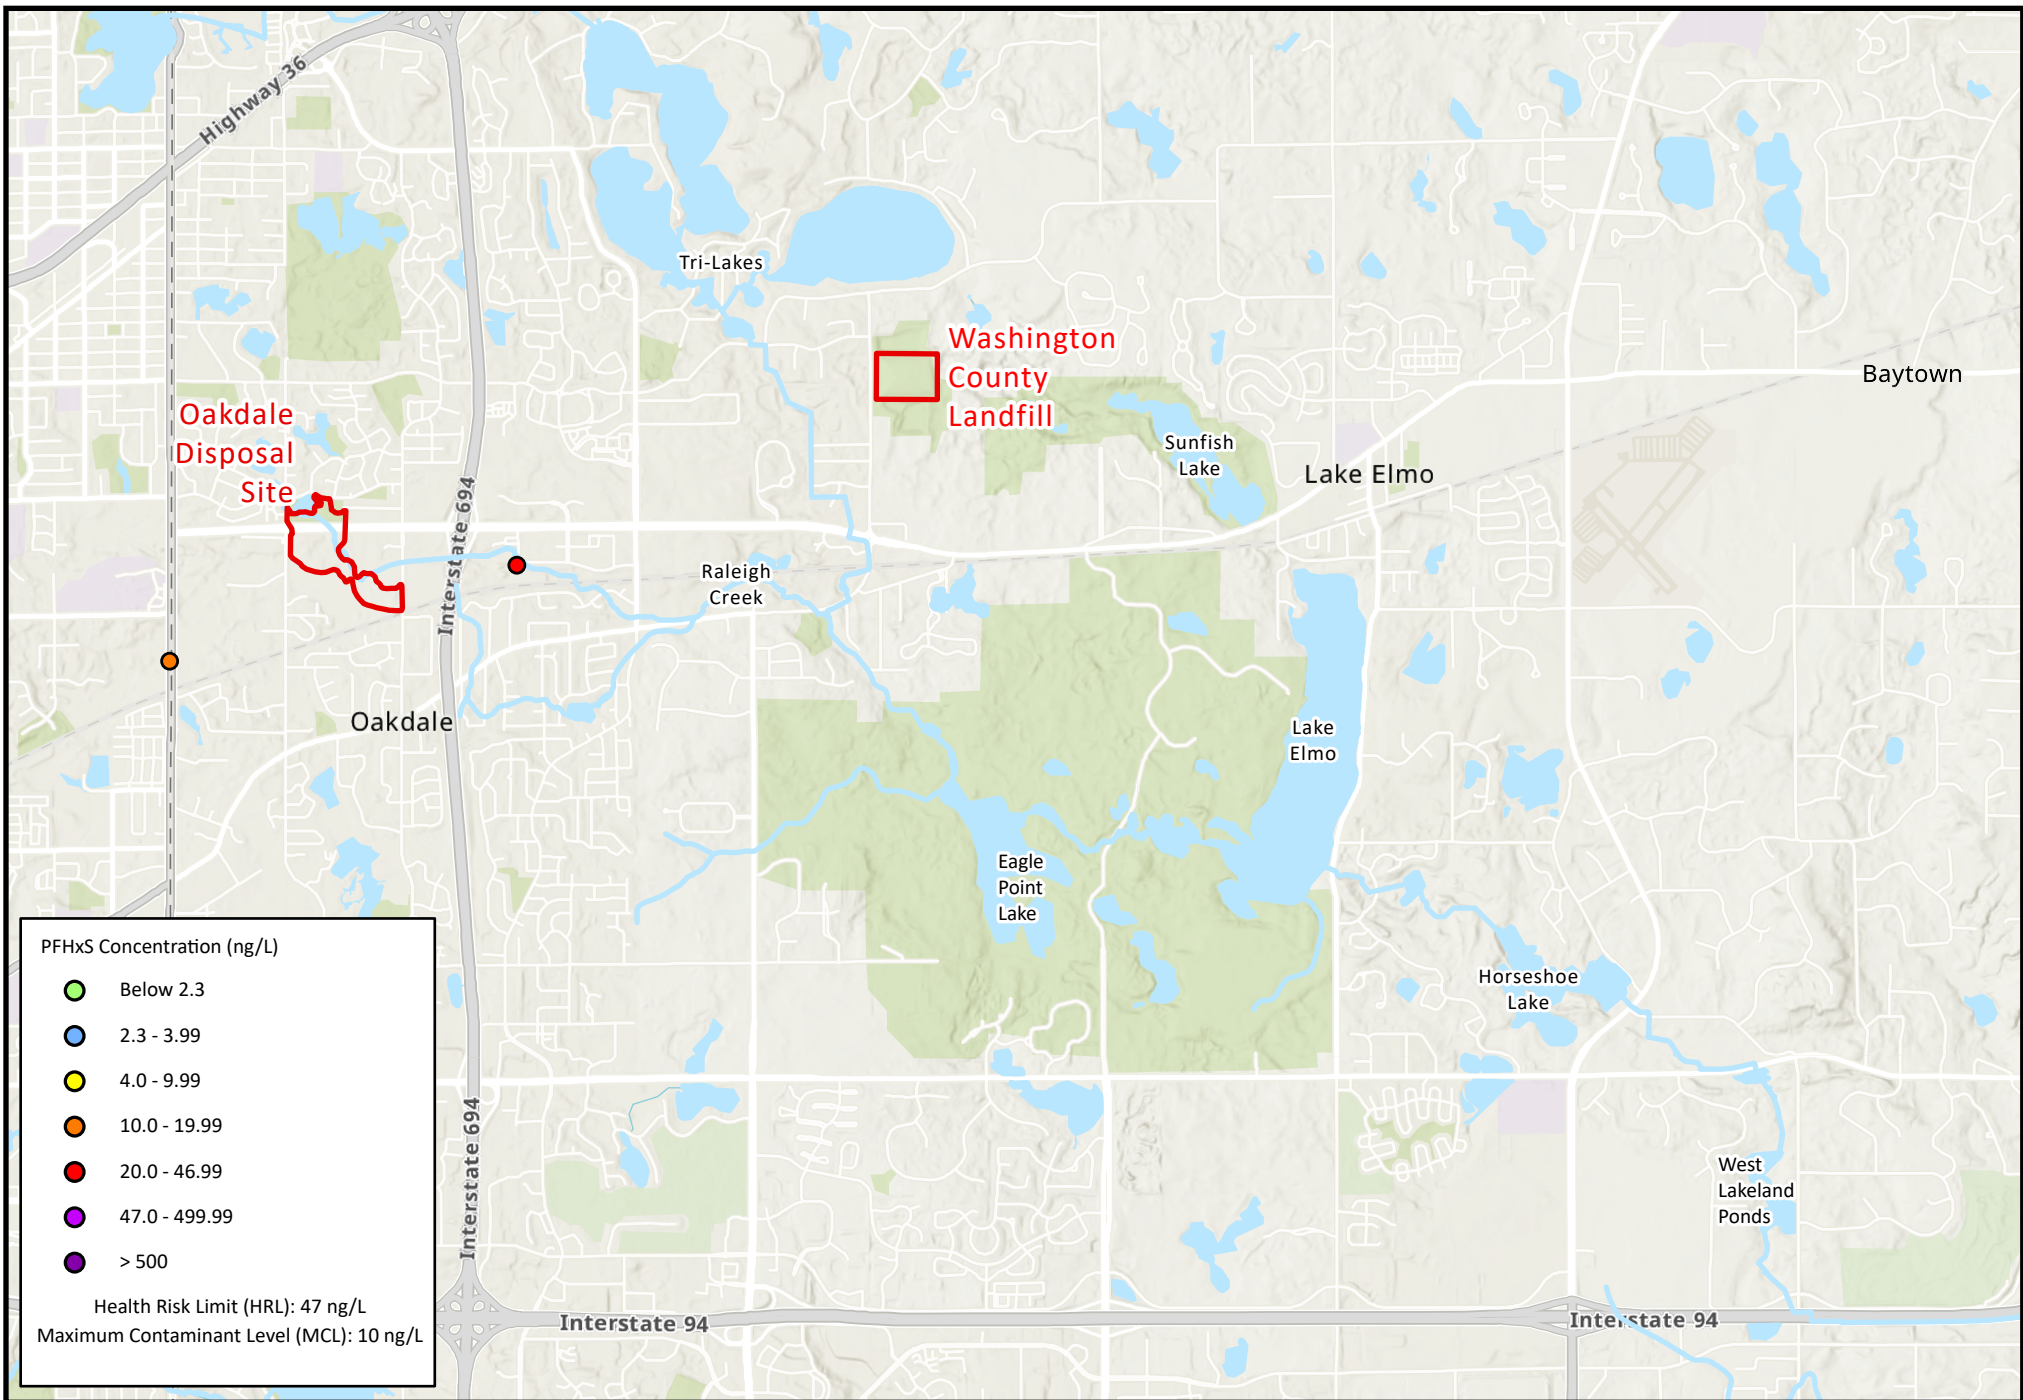 Highway 36
Tri-Lakes
Washington
County
Landfill
Baytown
Oakdale
Disposal
Site
Sunfish
Lake
Lake Elmo
Interstate 694
Raleigh
Creek
Oakdale
Lake
Elmo
Eagle
Point
Lake
Horseshoe
Lake
West
Lakeland
Ponds
Interstate 694
Interstate 94
Interstate 94
PFHxS Concentration (ng/L)
Below 2.3
2.3 - 3.99
4.0 - 9.99
10.0 - 19.99
20.0 - 46.99
47.0 - 499.99
> 500
Health Risk Limit (HRL): 47 ng/L
Maximum Contaminant Level (MCL): 10 ng/L